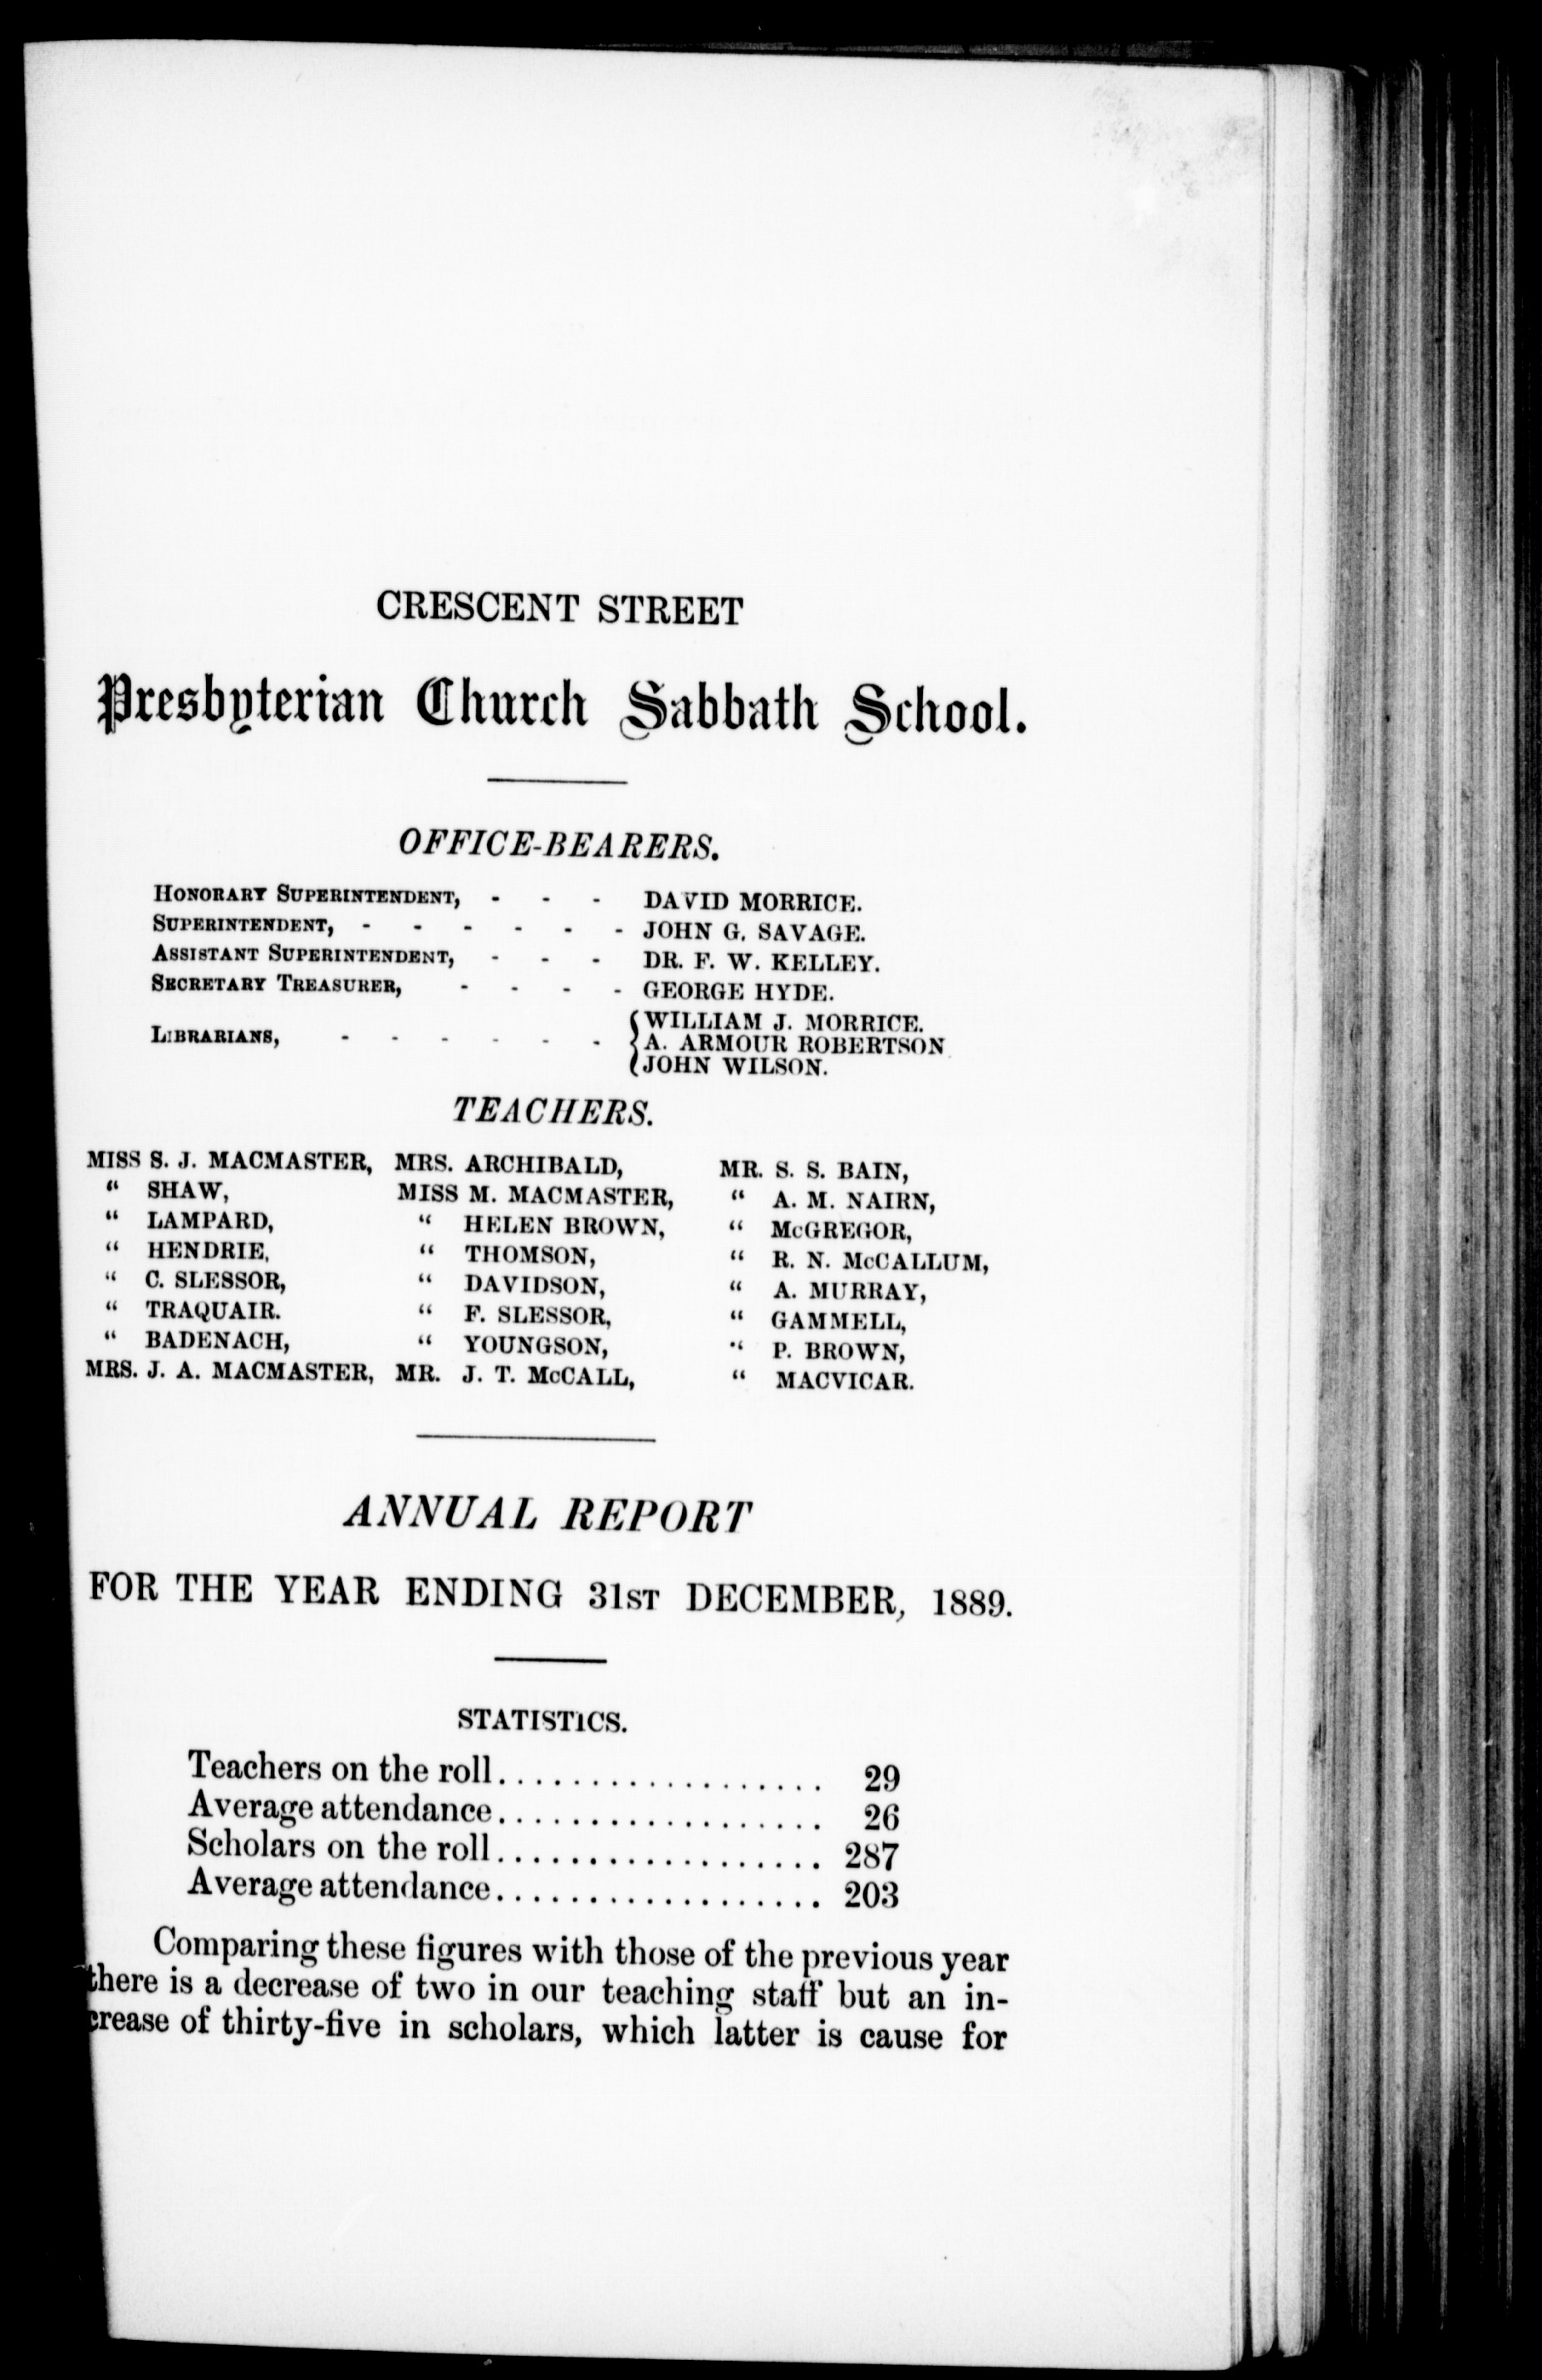 CRESCENT STREET
Presbyterian Church Sabbath School.
OFFICE-BEARERS.
HONORARY SUPERINTENDENT, - - - DAVID MORRICE.
SUPERINTENDENT, - - - - - - JOHN G. SAVAGE.
ASSISTANT SUPERINTENDENT, - - - DR. F. W. KELLEY.
SECRETARY TREASURER, - - - - GEORGE HYDE.
LIBRARIANS, - - - - - - { WILLIAM J. MORRICE.
A. ARMOUR ROBERTSON
JOHN WILSON.
TEACHERS.
MISS S. J. MACMASTER, MRS. ARCHIBALD, MR. S. S. BAIN,
“ SHAW, MISS M. MACMASTER, “ A. M. NAIRN,
“ LAMPARD, “ HELEN BROWN, “ McGREGOR,
“ HENDRIE, “ THOMSON, “ R. N. McCALLUM,
“ C. SLESSOR, “ DAVIDSON, “ A. MURRAY,
“ TRAQUAIR. “ F. SLESSOR, “ GAMMELL,
“ BADENACH, “ YOUNGSON, “ P. BROWN,
MRS. J. A. MACMASTER, MR. J. T. McCALL, “ MACVICAR.
ANNUAL REPORT
FOR THE YEAR ENDING 31ST DECEMBER, 1889.
STATISTICS.
Teachers on the roll.................. 29
Average attendance.................. 26
Scholars on the roll.................. 287
Average attendance.................. 203
Comparing these figures with those of the previous year
there is a decrease of two in our teaching staff but an in-
crease of thirty-five in scholars, which latter is cause for